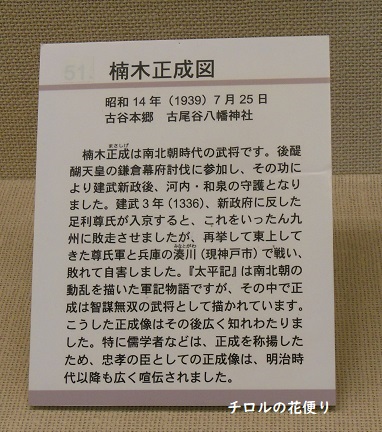 51. 楠木正成図
昭和14年（1939）7月25日
古谷本郷　古尾谷八幡神社
楠木正成は南北朝時代の武将です。後醍
まさしげ
醐天皇の鎌倉幕府討伐に参加し、その功に
より建武新政後、河内・和泉の守護となり
ました。建武3年（1336）、新政府に反した
足利尊氏が入京すると、これをいったん九
州に敗走させましたが、再挙して東上して
きた尊氏軍と兵庫の湊川（現神戸市）で戦い、
みなとがわ
敗れて自害しました。『太平記』は南北朝の
動乱を描いた軍記物語ですが、その中で正
成は智謀無双の武将として描かれています。
こうした正成像はその後広く知れわたりま
した。特に儒学者などは、正成を称揚した
ため、忠孝の臣としての正成像は、明治時
代以降も広く喧伝されました。
チロルの花便り